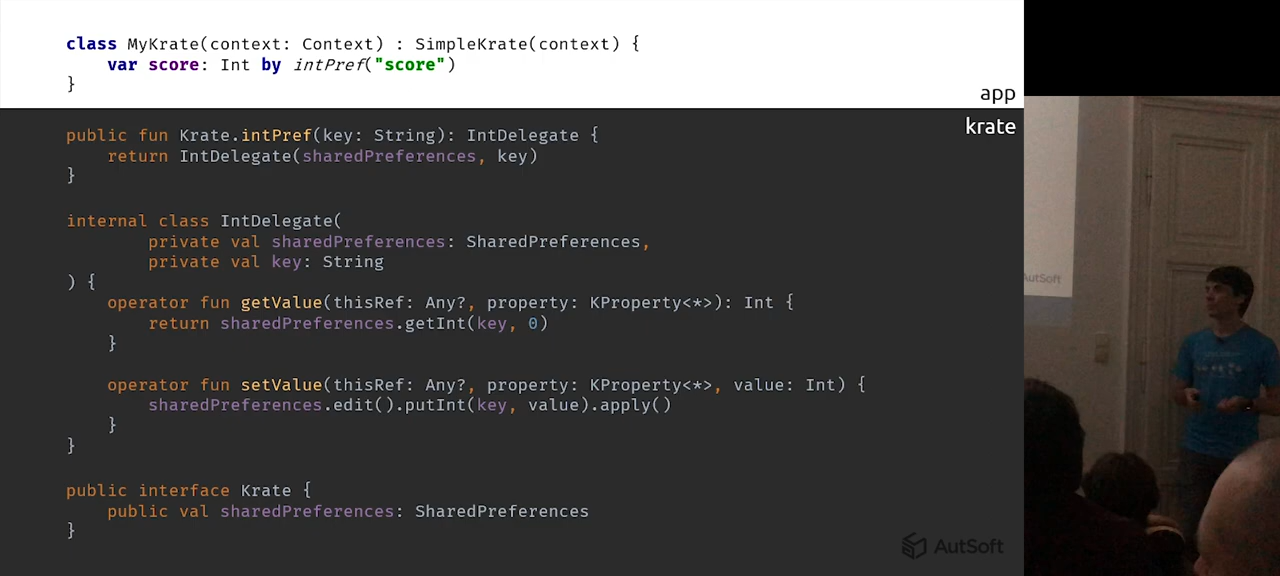 class MyKrate(context: Context) : SimpleKrate(context) {
    var score: Int by intPref("score")
}
app
krate
public fun Krate.intPref(key: String): IntDelegate {
    return IntDelegate(sharedPreferences, key)
}
internal class IntDelegate(
        private val sharedPreferences: SharedPreferences,
        private val key: String
) {
    operator fun getValue(thisRef: Any?, property: KProperty<*>): Int {
        return sharedPreferences.getInt(key, 0)
    }
    operator fun setValue(thisRef: Any?, property: KProperty<*>, value: Int) {
        sharedPreferences.edit().putInt(key, value).apply()
    }
}
public interface Krate {
    public val sharedPreferences: SharedPreferences
}
AutSoft
AutSoft